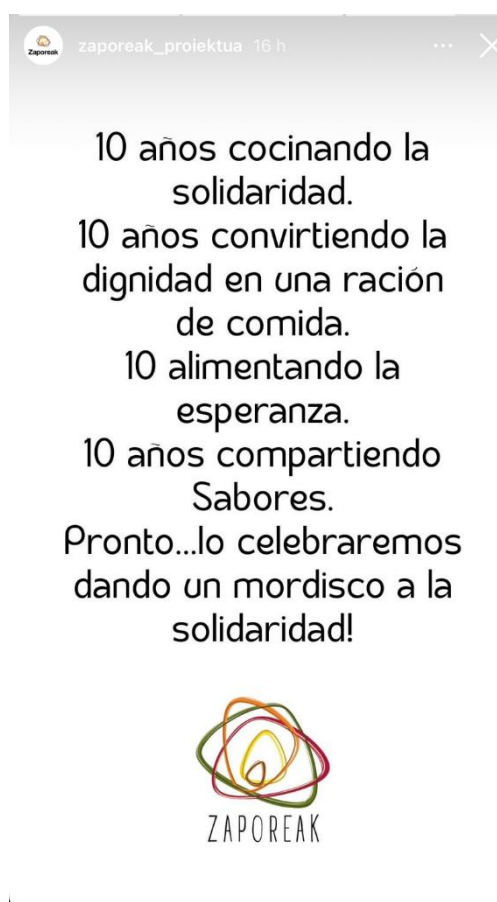 Zaporeak
zaporeak_proiektua 16 h
10 años cocinando la
solidaridad.
10 años convirtiendo la
dignidad en una ración
de comida.
10 alimentando la
esperanza.
10 años compartiendo
Sabores.
Pronto...lo celebraremos
dando un mordisco a la
solidaridad!
ZAPOREAK